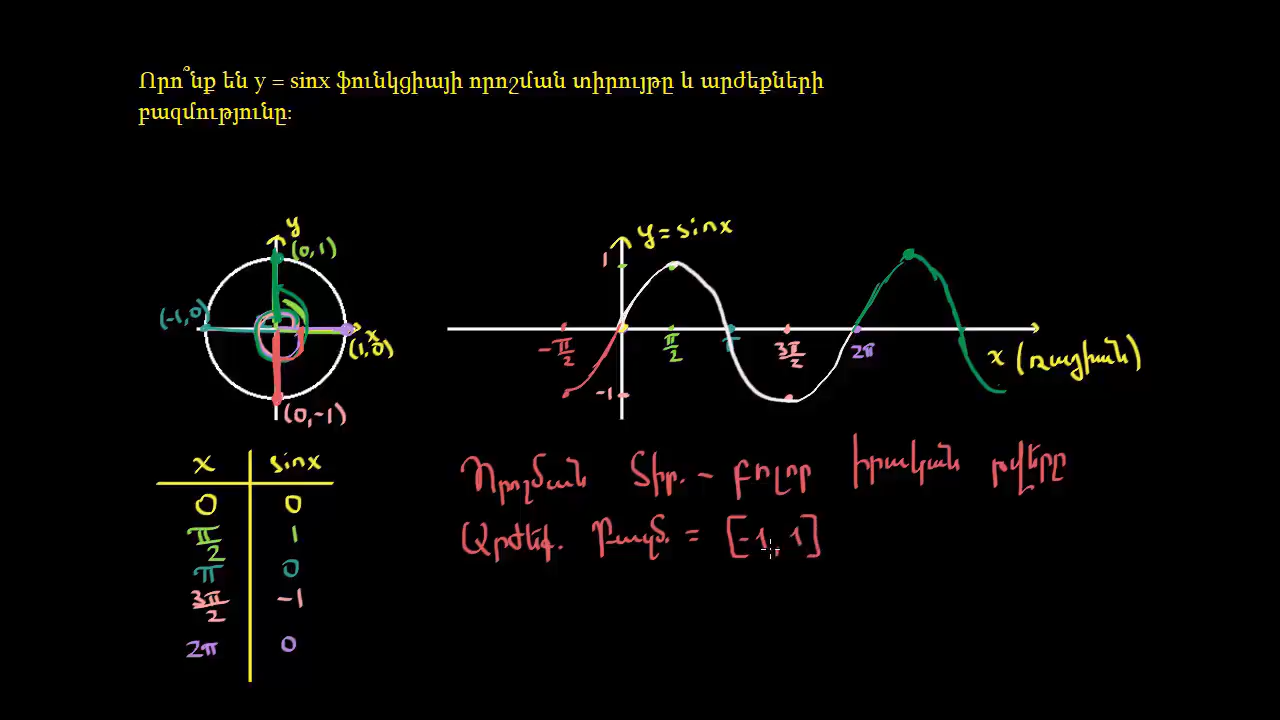 Որո՞նք են y = sinx ֆունկցիայի որոշման տիրույթը և արժեքների
բազմությունը:
y
(0,1)
(-1,0)
x
(1,0)
(0,-1)
y=sinx
1
-π/2
π/2
π
3π/2
2π
x (ռադիան)
-1
x sinx
0 0
π/2 1
π 0
3π/2 -1
2π 0
Որոշման Տիր. - բոլոր իրական թվերը
Արժեք. Բազմ. = [-1, 1]